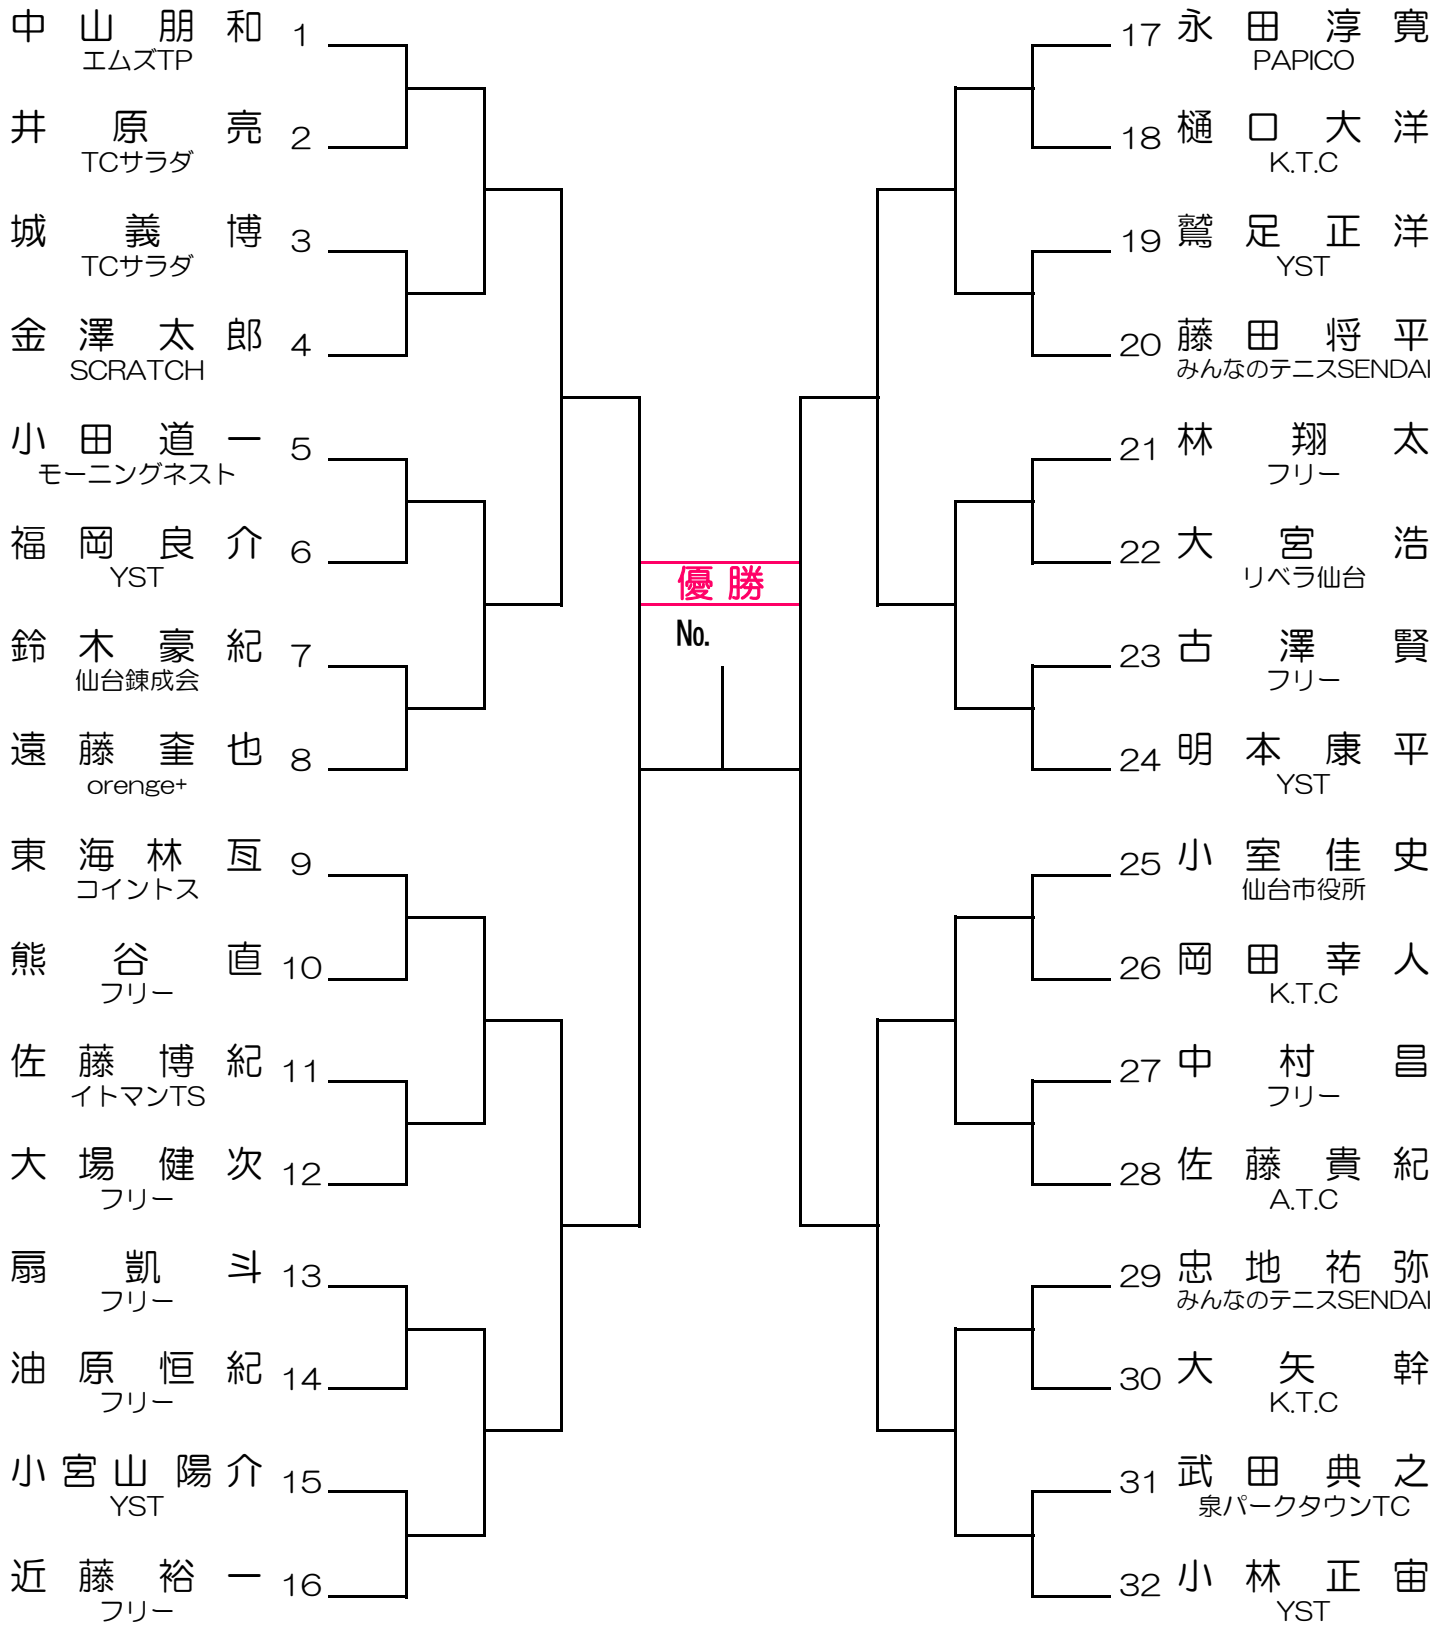 中山朋和 1
エムズTP
井原亮 2
TCサラダ
城義博 3
TCサラダ
金澤太郎 4
SCRATCH
小田道一 5
モーニングネスト
福岡良介 6
YST
鈴木豪紀 7
仙台錬成会
遠藤奎也 8
orenge+
東海林亙 9
コイントス
熊谷直 10
フリー
佐藤博紀 11
イトマンTS
大場健次 12
フリー
扇凱斗 13
フリー
油原恒紀 14
フリー
小宮山陽介 15
YST
近藤裕一 16
フリー
優勝
No.
17 永田淳寛
PAPICO
18 樋口大洋
K.T.C
19 鷲足正洋
YST
20 藤田将平
みんなのテニスSENDAI
21 林翔太
フリー
22 大宮浩
リベラ仙台
23 古澤賢
フリー
24 明本康平
YST
25 小室佳史
仙台市役所
26 岡田幸人
K.T.C
27 中村昌
フリー
28 佐藤貴紀
A.T.C
29 忠地祐弥
みんなのテニスSENDAI
30 大矢幹
K.T.C
31 武田典之
泉パークタウンTC
32 小林正宙
YST